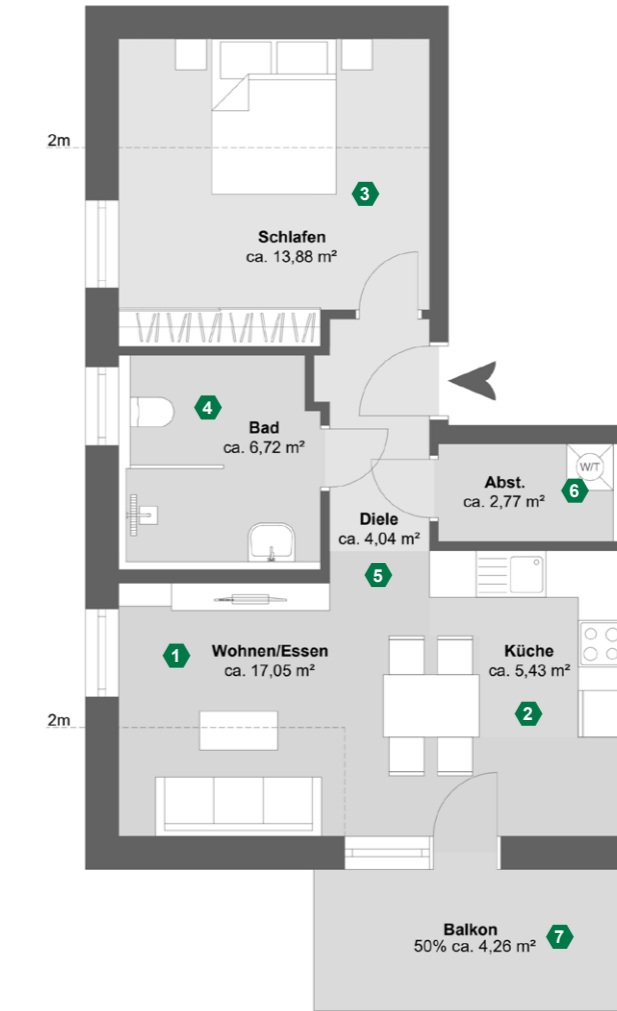 2m
3
Schlafen
ca. 13,88 m²
4
Bad
ca. 6,72 m²
W/T
Abst.
ca. 2,77 m²
6
Diele
ca. 4,04 m²
5
1
Wohnen/Essen
ca. 17,05 m²
Küche
ca. 5,43 m²
2
2m
Balkon
50% ca. 4,26 m²
7